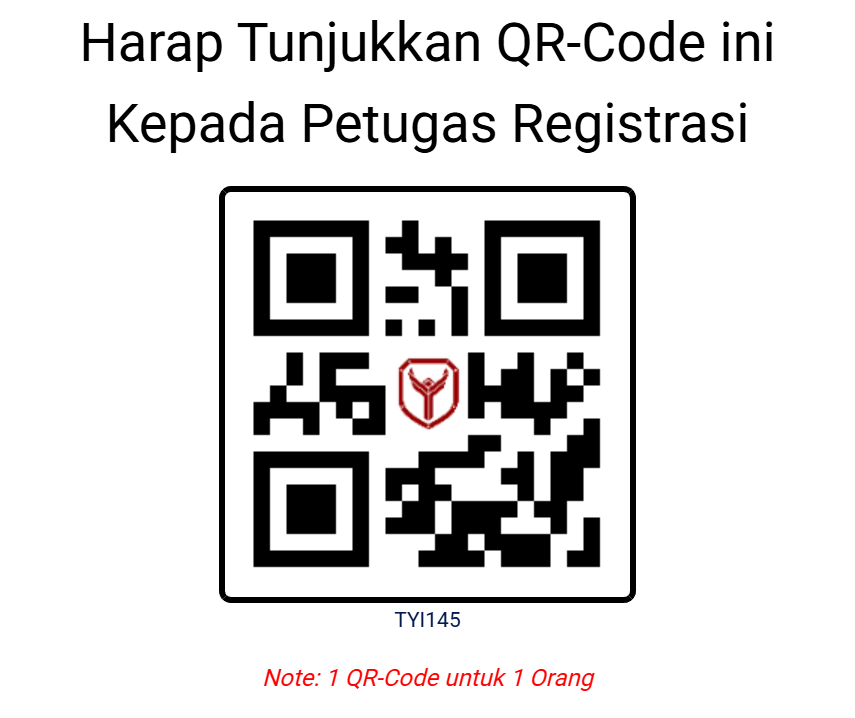 Harap Tunjukkan QR-Code ini
Kepada Petugas Registrasi
TYI145
Note: 1 QR-Code untuk 1 Orang